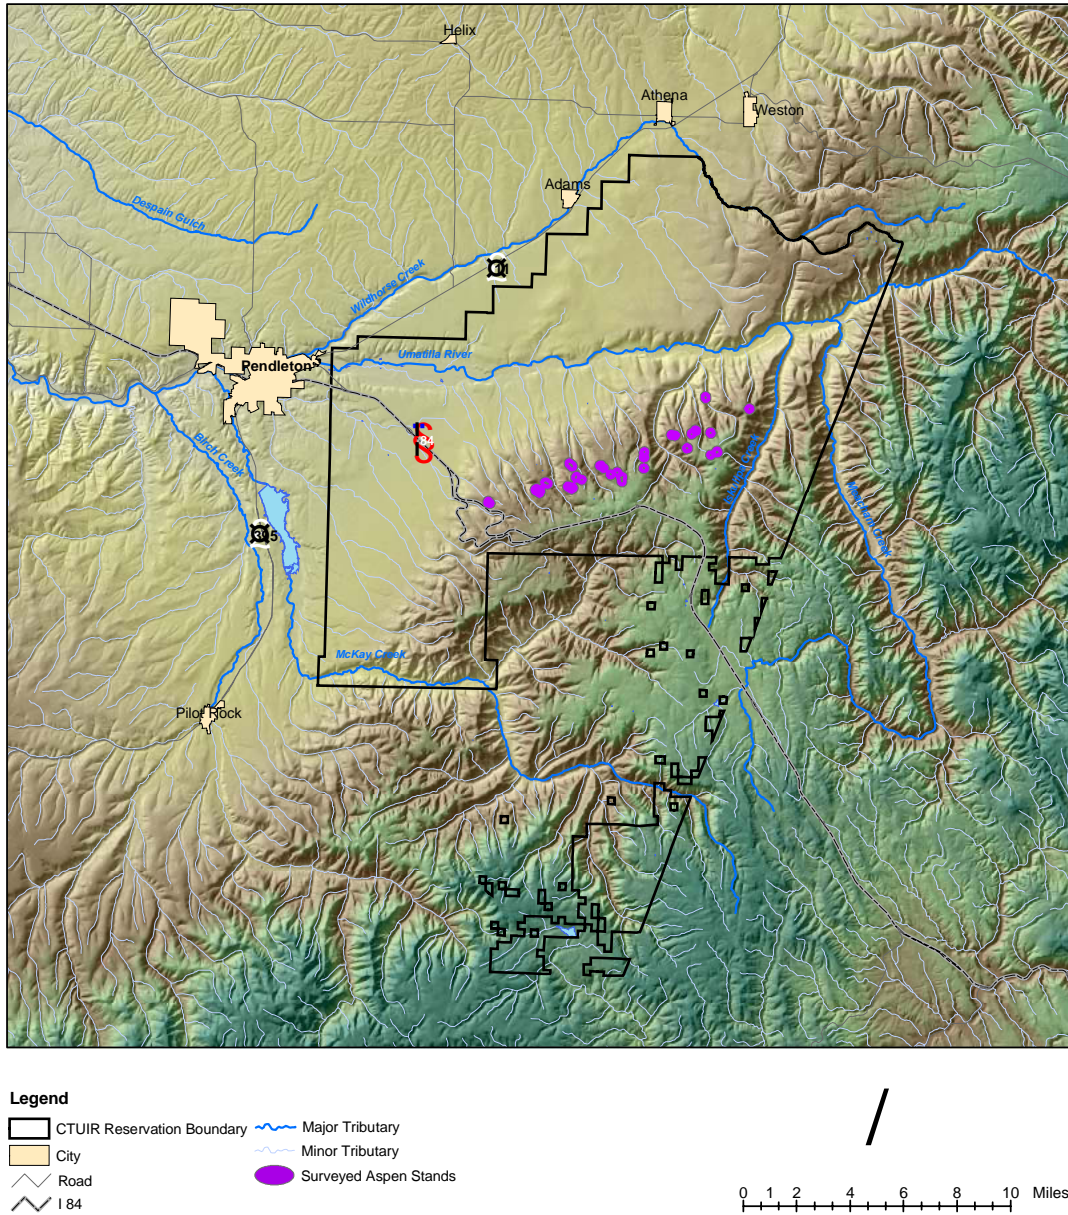 Helix
Athena
Weston
Adams
Despain Gulch
11
Wildhorse Creek
Umatilla River
Pendleton
84
Birch Creek
McKay Creek
Pilot Rock
Legend
CTUIR Reservation Boundary
Major Tributary
City
Minor Tributary
Road
Surveyed Aspen Stands
I 84
0 1 2 4 6 8 10 Miles